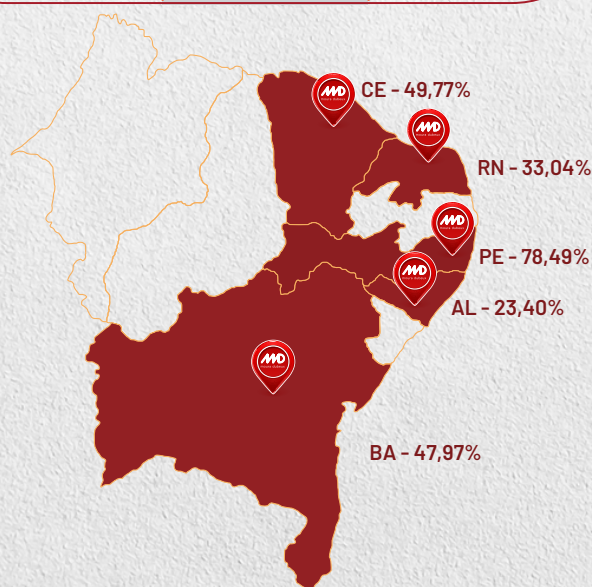 CE - 49,77%
RN - 33,04%
PE - 78,49%
AL - 23,40%
BA - 47,97%